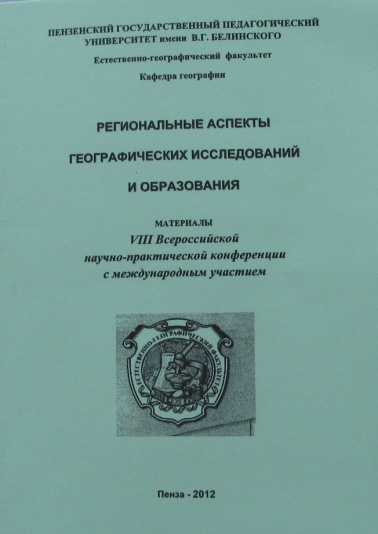 ПЕНЗЕНСКИЙ ГОСУДАРСТВЕННЫЙ ПЕДАГОГИЧЕСКИЙ
УНИВЕРСИТЕТ имени В.Г. БЕЛИНСКОГО
Естественно-географический факультет
Кафедра географии
РЕГИОНАЛЬНЫЕ АСПЕКТЫ
ГЕОГРАФИЧЕСКИХ ИССЛЕДОВАНИЙ
И ОБРАЗОВАНИЯ
МАТЕРИАЛЫ
VIII Всероссийской
научно-практической конференции
с международным участием
ЕСТЕСТВЕННО-ГЕОГРАФИЧЕСКИЙ ФАКУЛЬТЕТ
Пенза - 2012